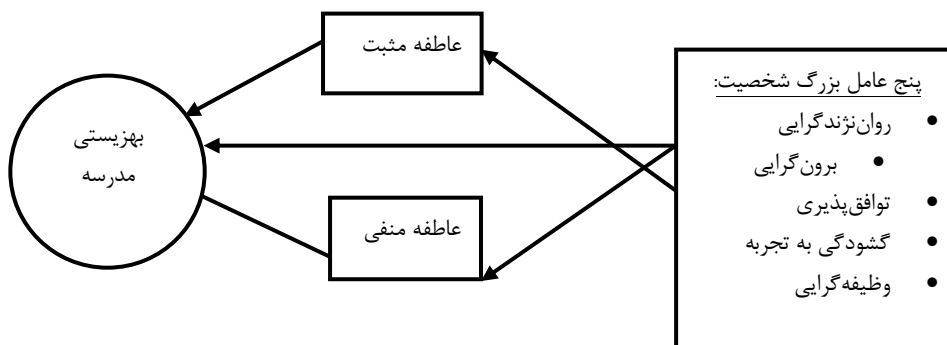 پنج عامل بزرگ شخصیت:
• روان‌نژندگرایی
• برون‌گرایی
• توافق‌پذیری
• گشودگی به تجربه
• وظیفه‌گرایی
عاطفه مثبت
عاطفه منفی
بهزیستی
مدرسه